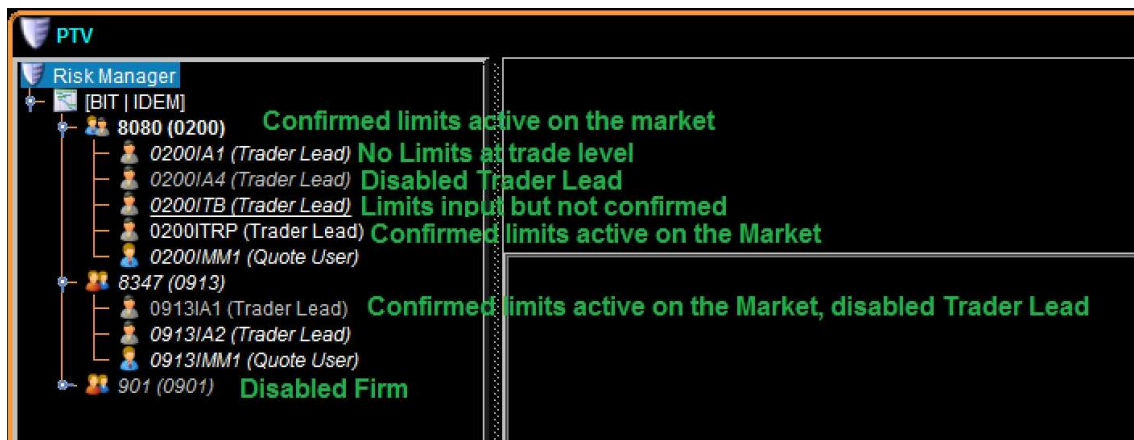 PTV
Risk Manager
[BIT | IDEM]
8080 (0200) Confirmed limits active on the market
0200IA1 (Trader Lead) No Limits at trade level
0200IA4 (Trader Lead) Disabled Trader Lead
0200ITB (Trader Lead) Limits input but not confirmed
0200ITRP (Trader Lead) Confirmed limits active on the Market
0200IMM1 (Quote User)
8347 (0913)
0913IA1 (Trader Lead) Confirmed limits active on the Market, disabled Trader Lead
0913IA2 (Trader Lead)
0913IMM1 (Quote User)
901 (0901) Disabled Firm